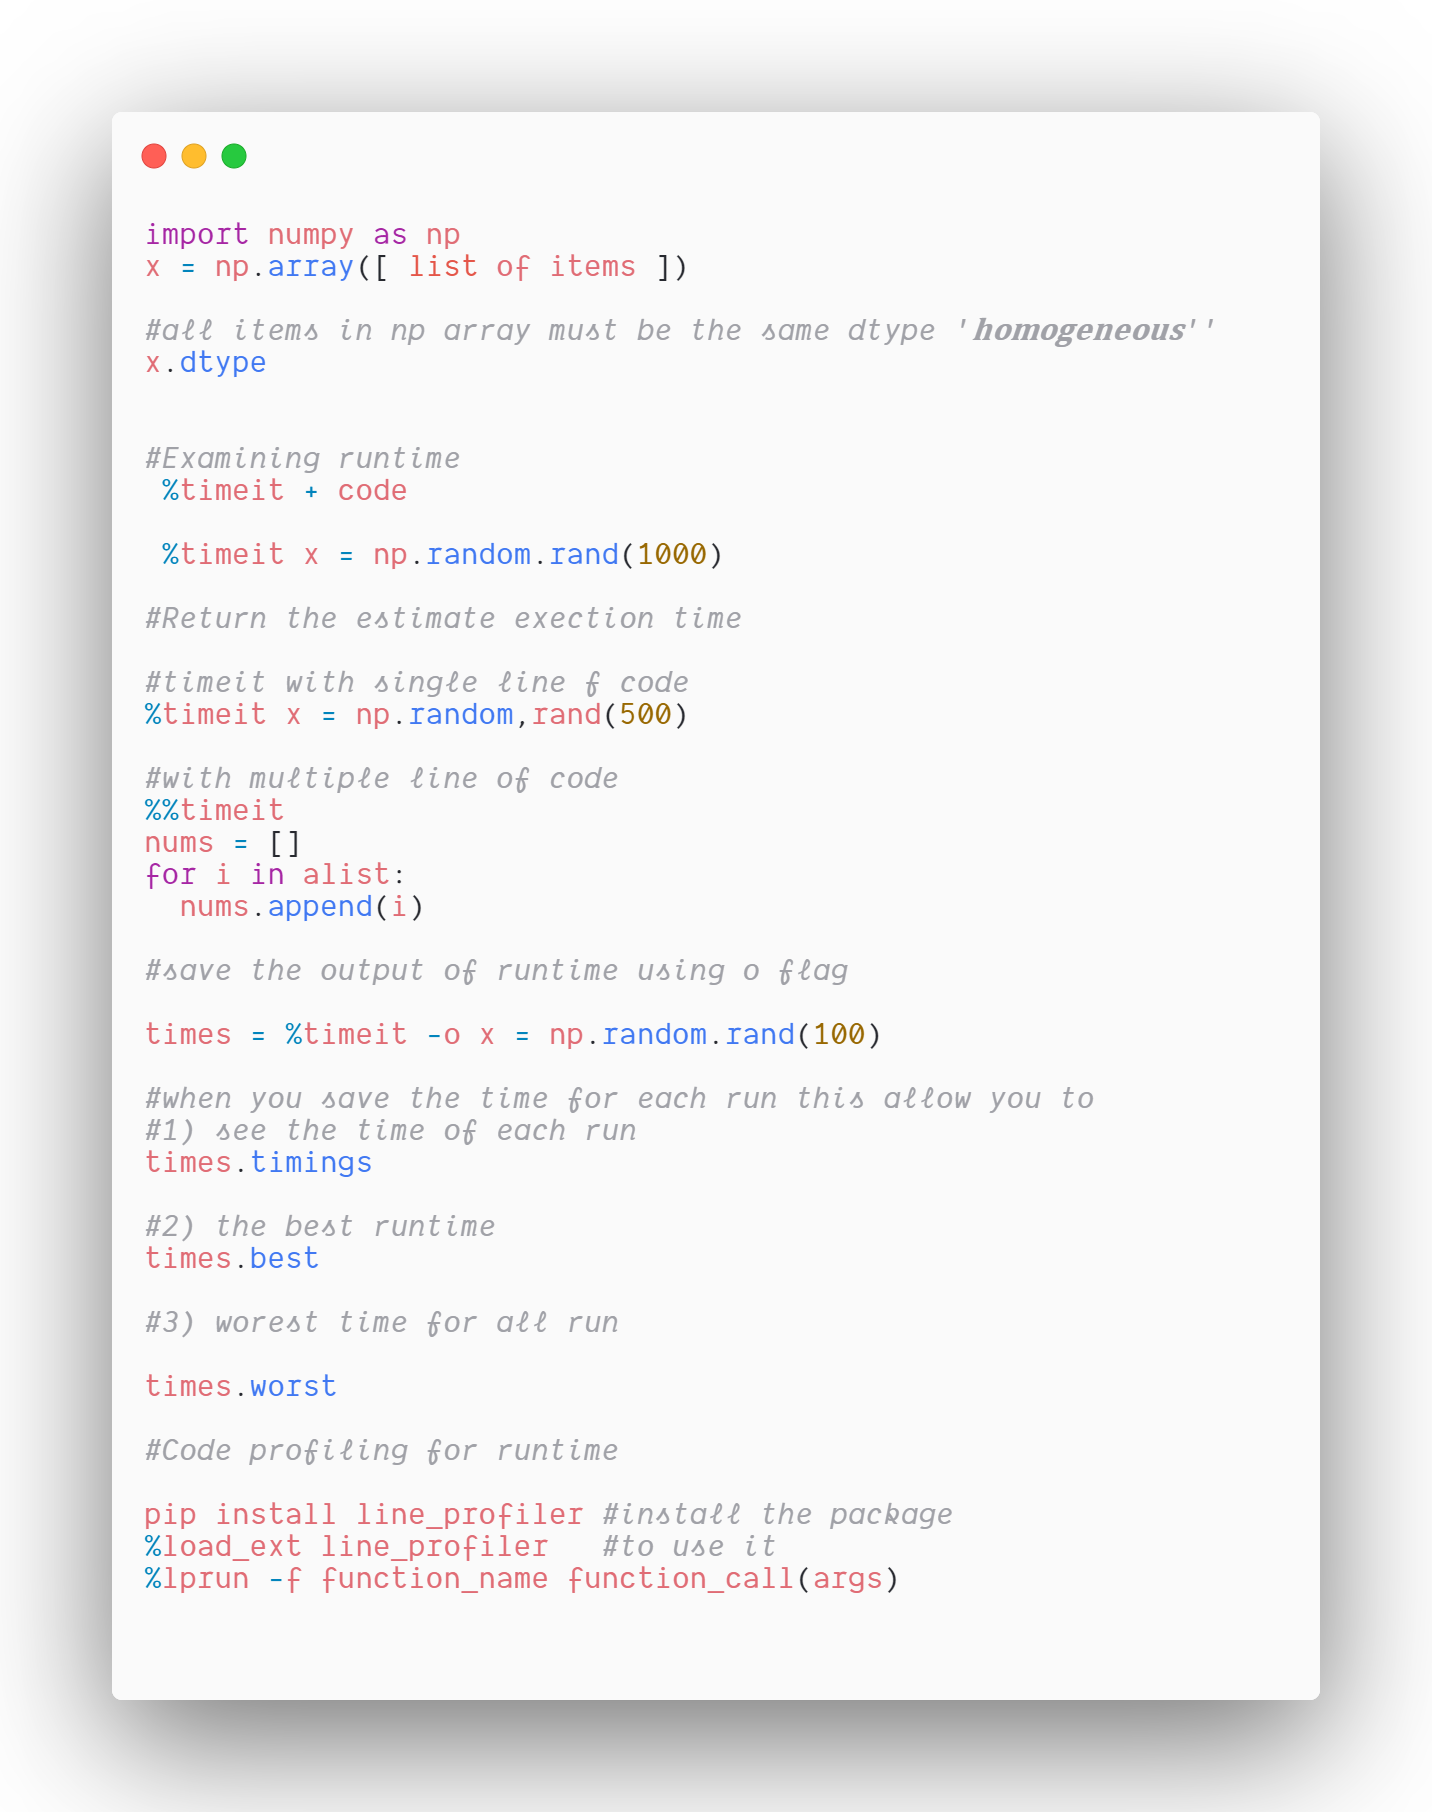 import numpy as np
x = np.array([ list of items ])
#all items in np array must be the same dtype '𝒉𝒐𝒎𝒐𝒈𝒆𝒏𝒆𝒐𝒖𝒔''
x.dtype
#Examining runtime
%timeit + code
%timeit x = np.random.rand(1000)
#Return the estimate exection time
#timeit with single line f code
%timeit x = np.random,rand(500)
#with multiple line of code
%%timeit
nums = []
for i in alist:
  nums.append(i)
#save the output of runtime using o flag
times = %timeit -o x = np.random.rand(100)
#when you save the time for each run this allow you to
#1) see the time of each run
times.timings
#2) the best runtime
times.best
#3) worest time for all run
times.worst
#Code profiling for runtime
pip install line_profiler #install the package
%load_ext line_profiler   #to use it
%lprun -f function_name function_call(args)